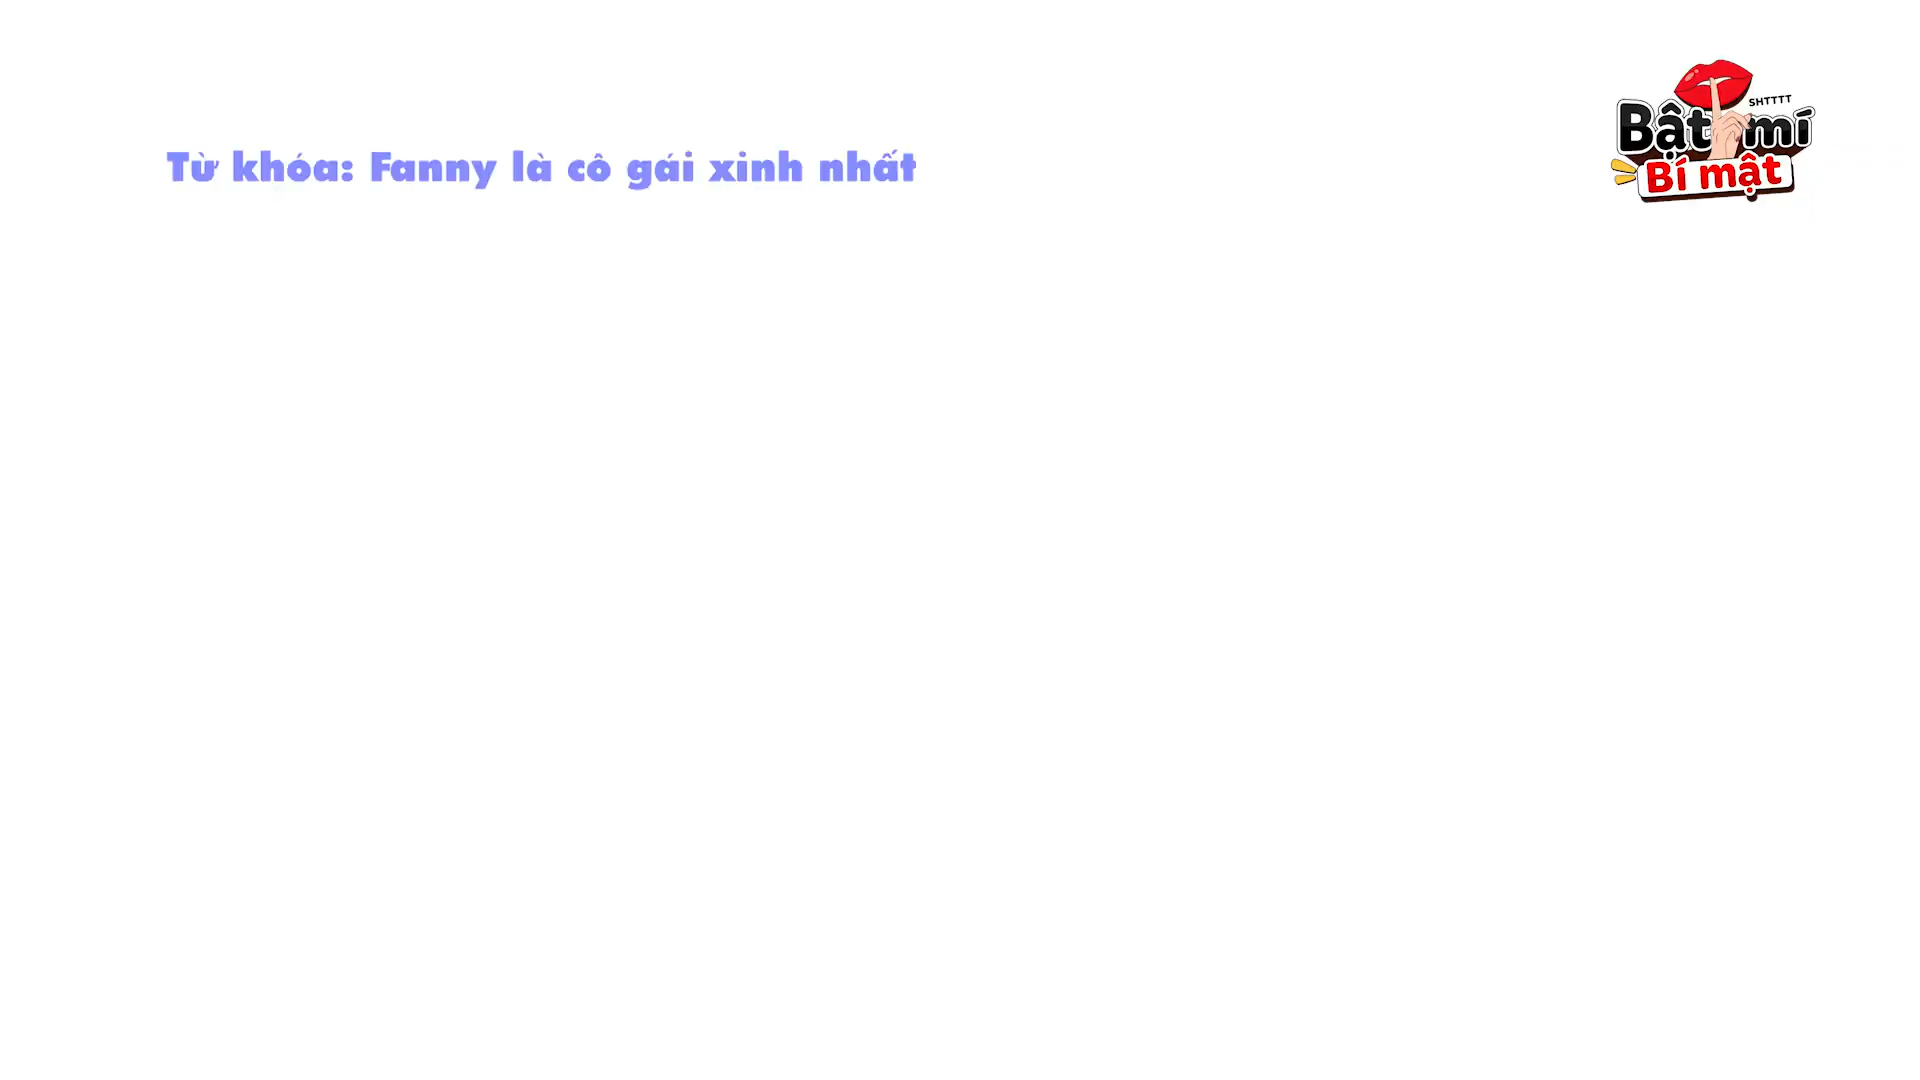 SHTTTT
Bật mí
Bí mật
Từ khóa: Fanny là cô gái xinh nhất